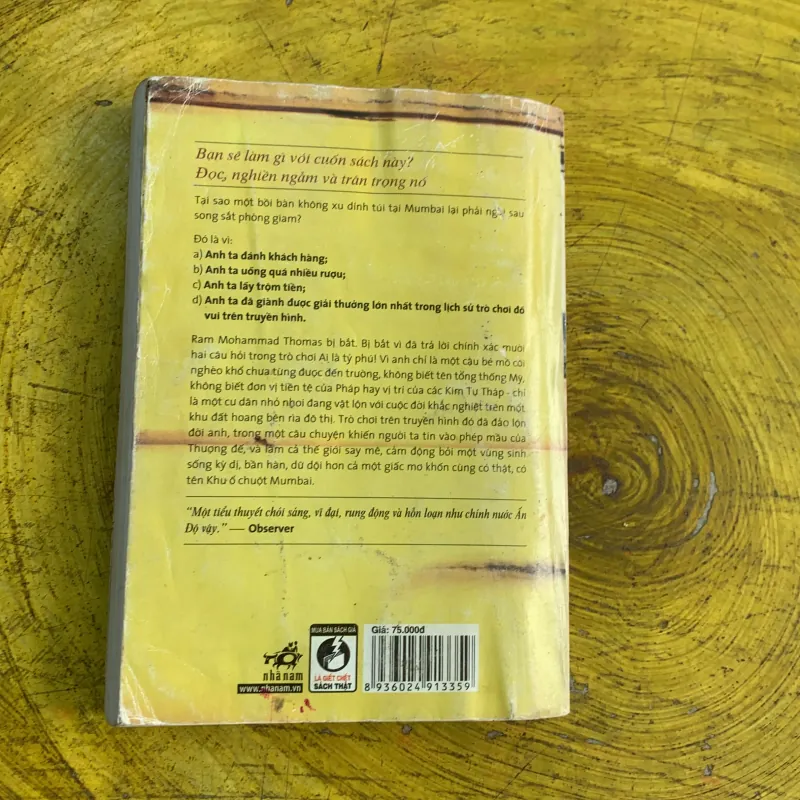 Bạn sẽ làm gì với cuốn sách này?
Đọc, nghiền ngẫm và trân trọng nó
Tại sao một bồi bàn không xu dính túi tại Mumbai lại phải ngồi sau
song sắt phòng giam?
Đó là vì:
a) Anh ta đánh khách hàng;
b) Anh ta uống quá nhiều rượu;
c) Anh ta lấy trộm tiền;
d) Anh ta đã giành được giải thưởng lớn nhất trong lịch sử trò chơi đố
vui trên truyền hình.
Ram Mohammad Thomas bị bắt. Bị bắt vì đã trả lời chính xác mười
hai câu hỏi trong trò chơi Ai là tỷ phú! Vì anh chỉ là một cậu bé mồ côi
nghèo khổ chưa từng được đến trường, không biết tên tổng thống Mỹ,
không biết đơn vị tiền tệ của Pháp hay vị trí của các Kim Tự Tháp - chỉ
là một cư dân nhỏ nhoi đang vật lộn với cuộc đời khắc nghiệt trên một
khu đất hoang bên rìa đô thị. Trò chơi trên truyền hình đó đã đảo lộn
đời anh, trong một câu chuyện khiến người ta tin vào phép mầu của
Thượng đế, và làm cả thế giới say mê, cảm động bởi một vùng sinh
sống kỳ dị, bần hàn, dữ dội hơn cả một giấc mơ khốn cùng có thật, có
tên Khu ổ chuột Mumbai.
“Một tiểu thuyết chói sáng, vĩ đại, rung động và hỗn loạn như chính nước Ấn
Độ vậy.” — Observer
nhã nam
www.nhanam.vn
MUA BÁN SÁCH GIẢ
LÀ GIẾT CHẾT
SÁCH THẬT
Giá: 75.000đ
8 936024 913359